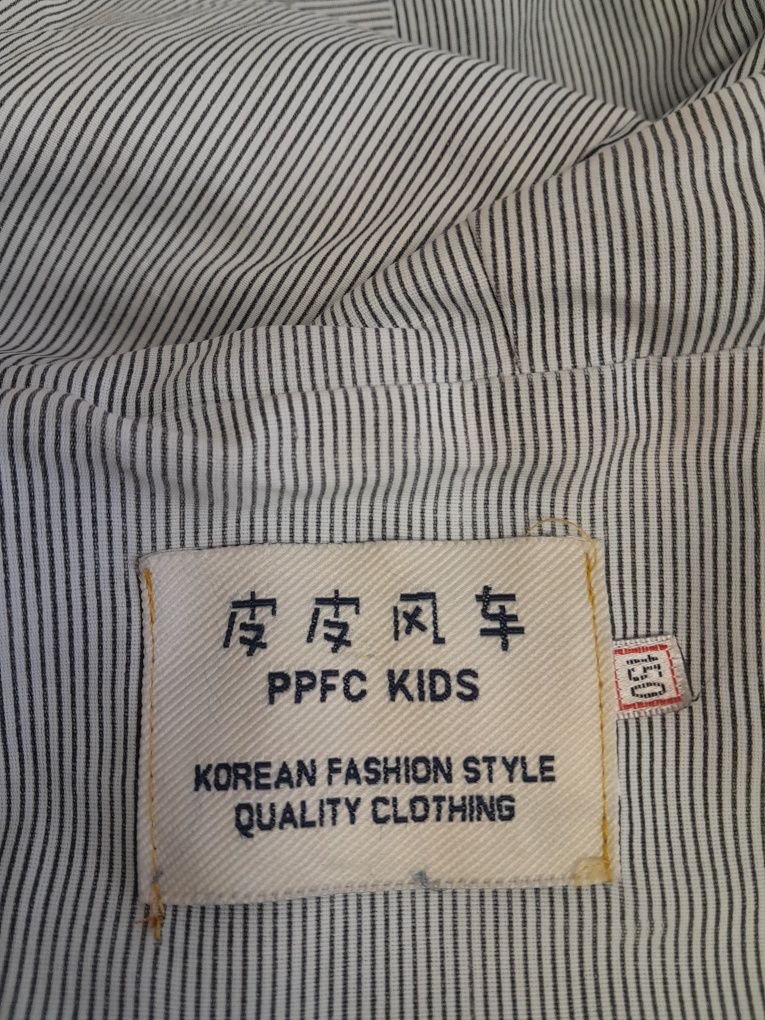 皮皮风车
PPFC KIDS
KOREAN FASHION STYLE
QUALITY CLOTHING
150